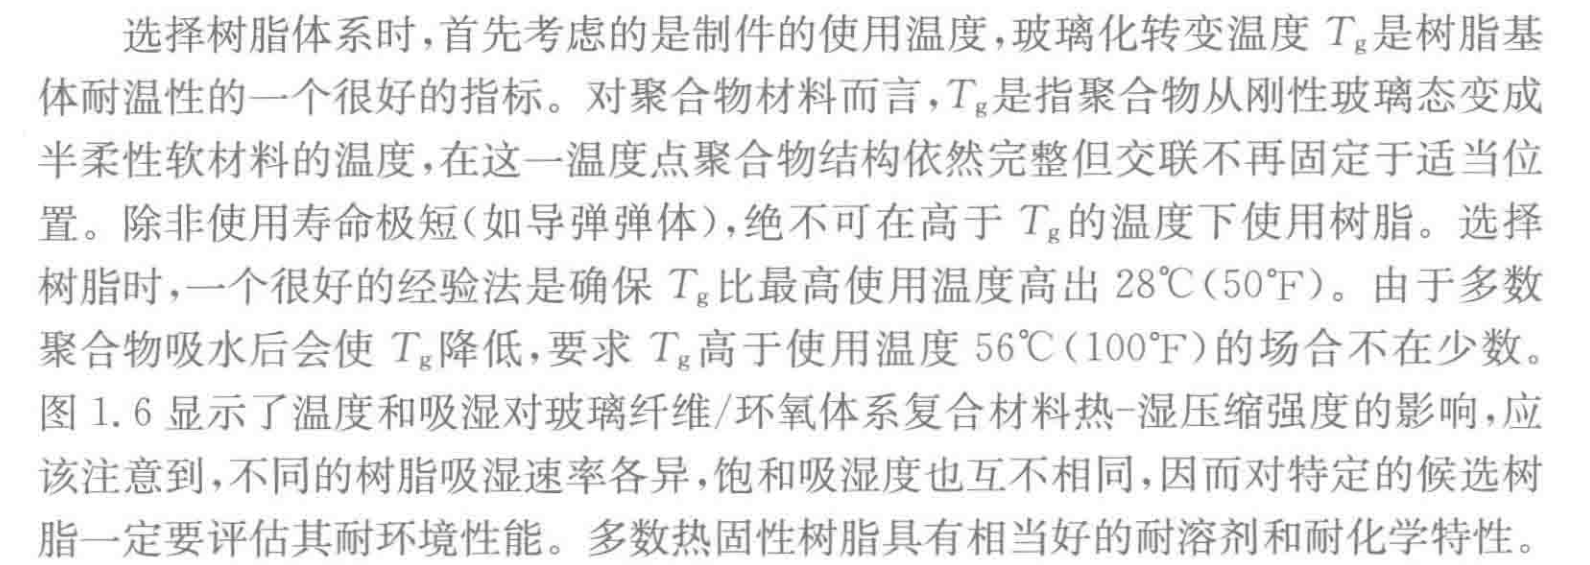 选择树脂体系时,首先考虑的是制件的使用温度,玻璃化转变温度 Tg是树脂基
体耐温性的一个很好的指标。对聚合物材料而言,Tg是指聚合物从刚性玻璃态变成
半柔性软材料的温度,在这一温度点聚合物结构依然完整但交联不再固定于适当位
置。除非使用寿命极短(如导弹弹体),绝不可在高于 Tg的温度下使用树脂。选择
树脂时,一个很好的经验法是确保 Tg比最高使用温度高出 28℃(50℉)。由于多数
聚合物吸水后会使 Tg降低,要求 Tg高于使用温度 56℃(100℉)的场合不在少数。
图 1.6 显示了温度和吸湿对玻璃纤维/环氧体系复合材料热-湿压缩强度的影响,应
该注意到,不同的树脂吸湿速率各异,饱和吸湿度也互不相同,因而对特定的候选树
脂一定要评估其耐环境性能。多数热固性树脂具有相当好的耐溶剂和耐化学特性。